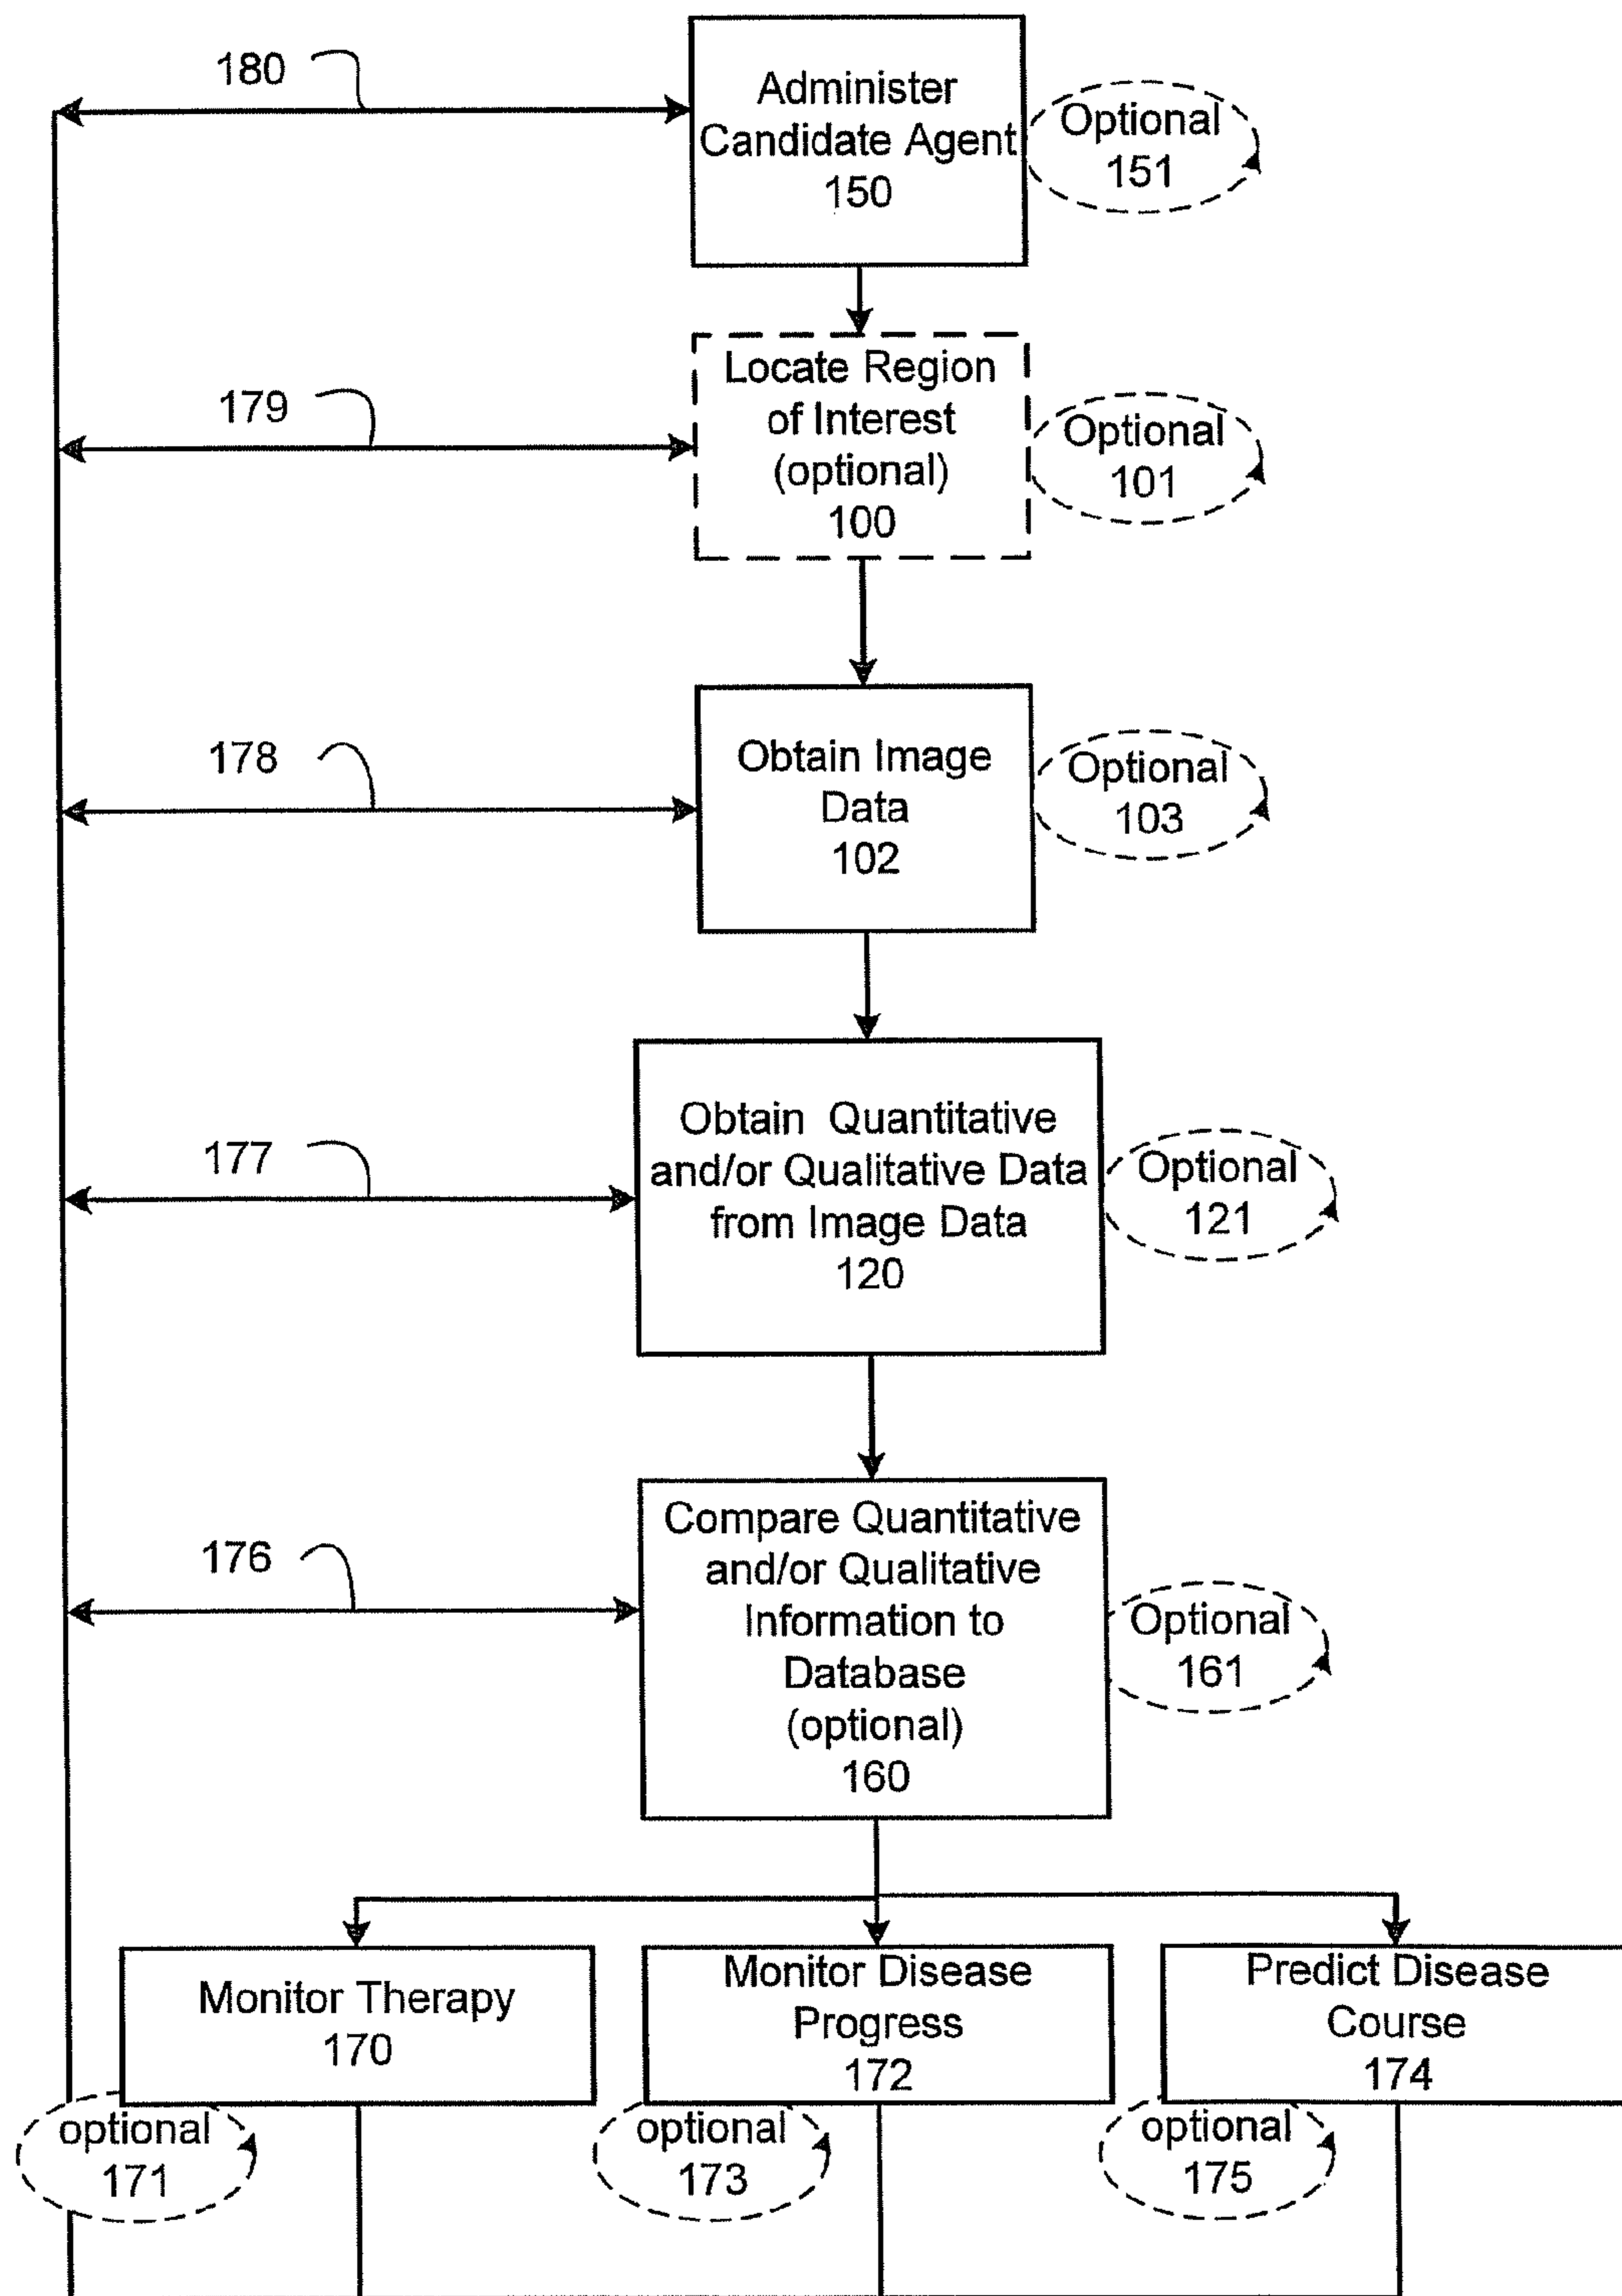 180
Administer
Candidate Agent
150
Optional
151
179
Locate Region
of Interest
(optional)
100
Optional
101
178
Obtain Image
Data
102
Optional
103
177
Obtain Quantitative
and/or Qualitative Data
from Image Data
120
Optional
121
176
Compare Quantitative
and/or Qualitative
Information to
Database
(optional)
160
Optional
161
Monitor Therapy
170
Monitor Disease
Progress
172
Predict Disease
Course
174
optional
171
optional
173
optional
175